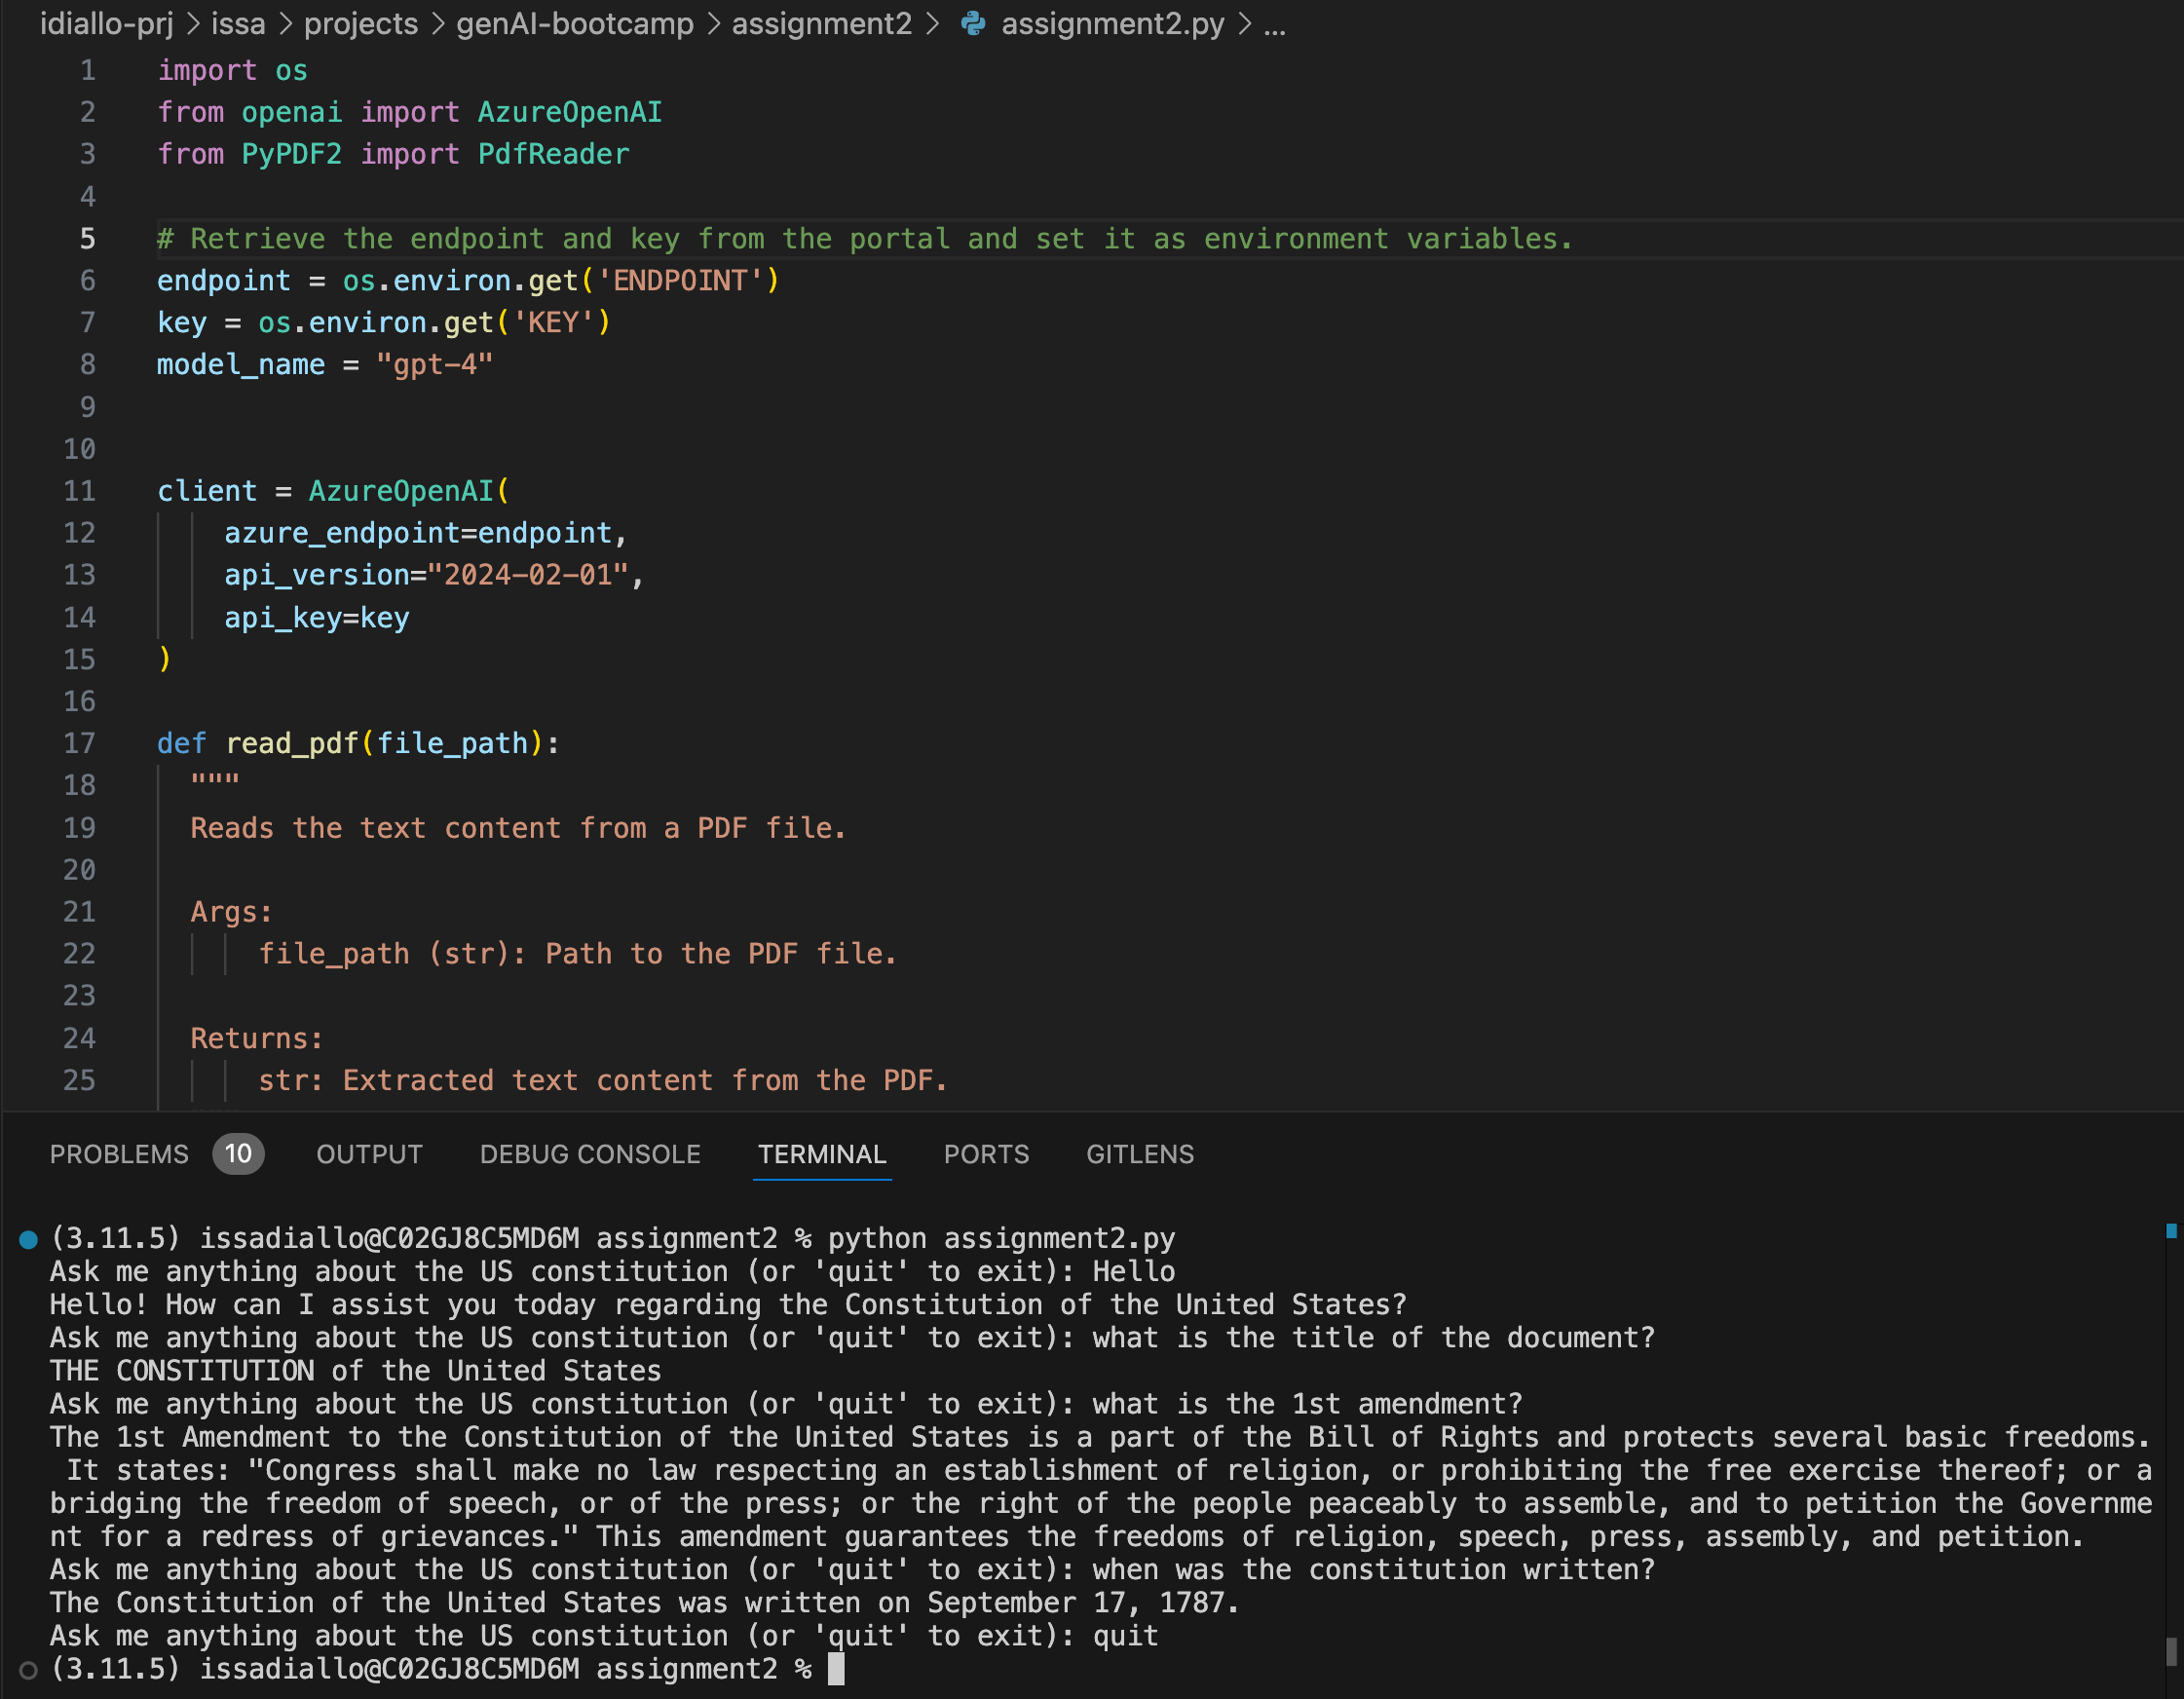 idiallo-prj > issa > projects > genAI-bootcamp > assignment2 > assignment2.py > ...
1 import os
2 from openai import AzureOpenAI
3 from PyPDF2 import PdfReader
4
5 # Retrieve the endpoint and key from the portal and set it as environment variables.
6 endpoint = os.environ.get('ENDPOINT')
7 key = os.environ.get('KEY')
8 model_name = "gpt-4"
9
10
11 client = AzureOpenAI(
12     azure_endpoint=endpoint,
13     api_version="2024-02-01",
14     api_key=key
15 )
16
17 def read_pdf(file_path):
18   """
19   Reads the text content from a PDF file.
20
21   Args:
22       file_path (str): Path to the PDF file.
23
24   Returns:
25       str: Extracted text content from the PDF.
PROBLEMS 10 OUTPUT DEBUG CONSOLE TERMINAL PORTS GITLENS
(3.11.5) issadiallo@C02GJ8C5MD6M assignment2 % python assignment2.py
Ask me anything about the US constitution (or 'quit' to exit): Hello
Hello! How can I assist you today regarding the Constitution of the United States?
Ask me anything about the US constitution (or 'quit' to exit): what is the title of the document?
THE CONSTITUTION of the United States
Ask me anything about the US constitution (or 'quit' to exit): what is the 1st amendment?
The 1st Amendment to the Constitution of the United States is a part of the Bill of Rights and protects several basic freedoms.
 It states: "Congress shall make no law respecting an establishment of religion, or prohibiting the free exercise thereof; or a
bridging the freedom of speech, or of the press; or the right of the people peaceably to assemble, and to petition the Governme
nt for a redress of grievances." This amendment guarantees the freedoms of religion, speech, press, assembly, and petition.
Ask me anything about the US constitution (or 'quit' to exit): when was the constitution written?
The Constitution of the United States was written on September 17, 1787.
Ask me anything about the US constitution (or 'quit' to exit): quit
(3.11.5) issadiallo@C02GJ8C5MD6M assignment2 %